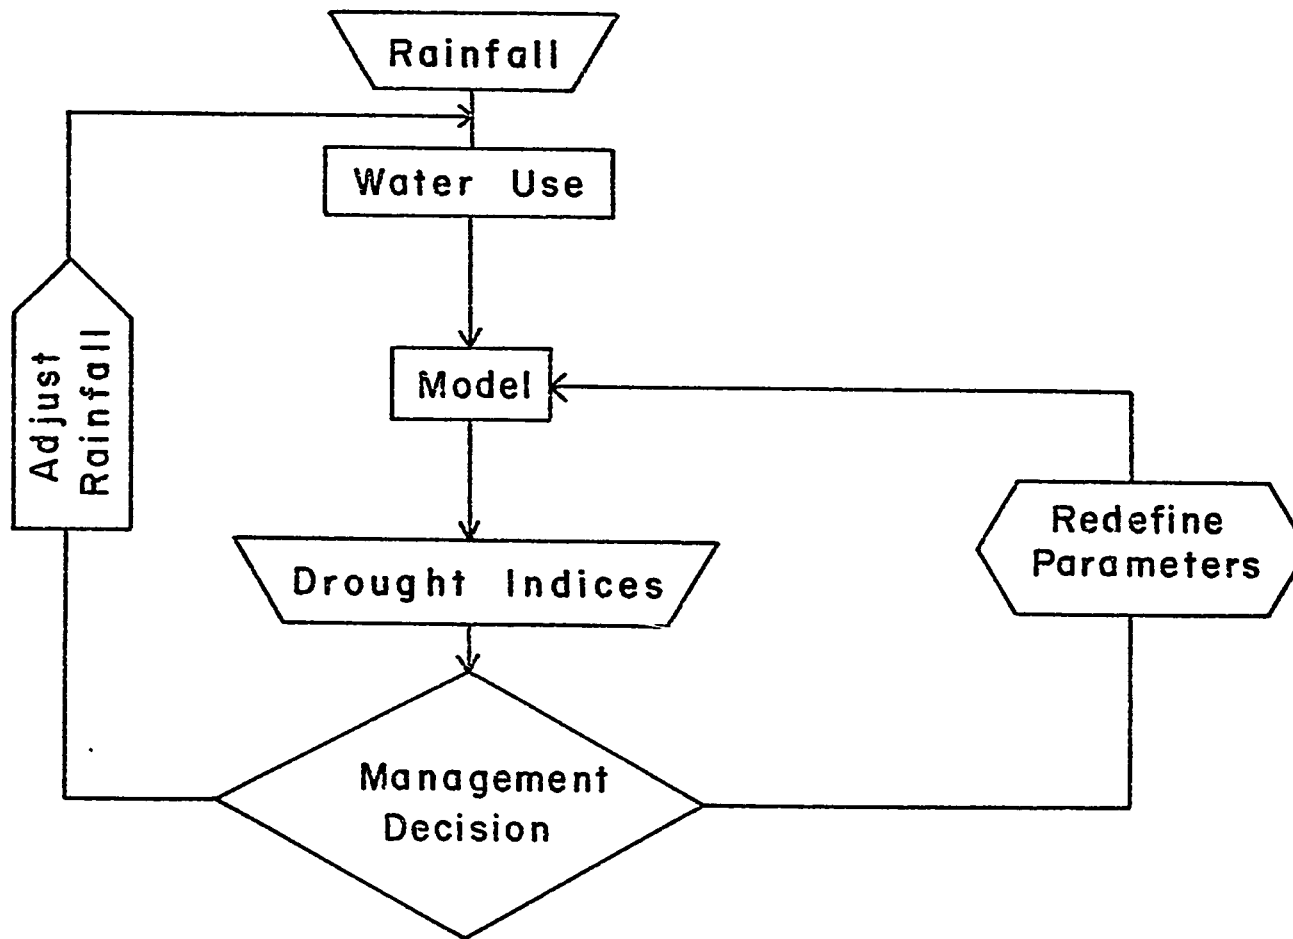 Rainfall
Water Use
Model
Adjust
Rainfall
Redefine
Parameters
Drought Indices
Management
Decision